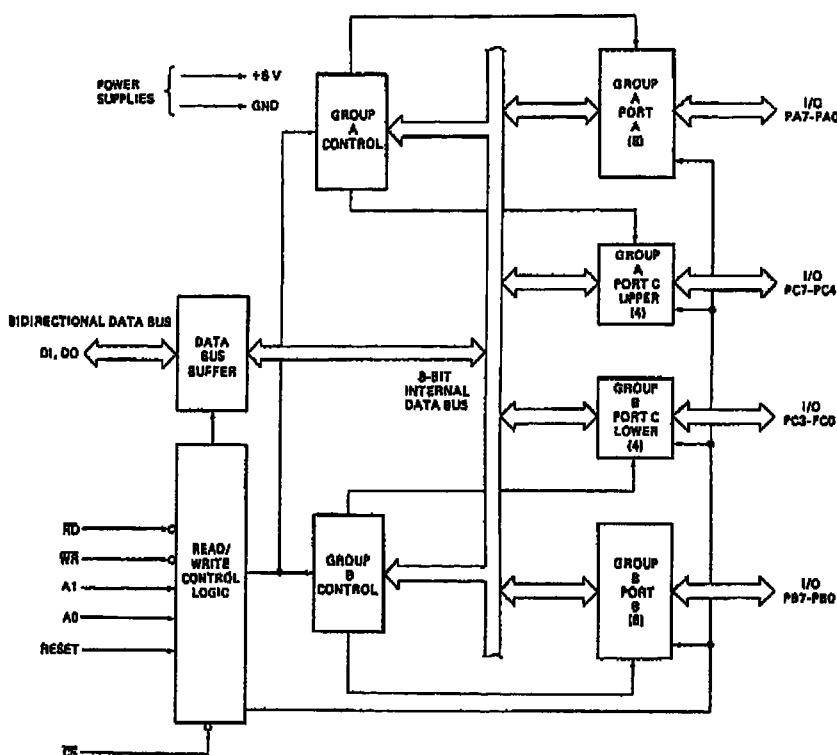 POWER
SUPPLIES
+5 V
GND
GROUP
A
CONTROL
GROUP
A
PORT
A
(8)
I/O
PA7-PA0
GROUP
A
PORT C
UPPER
(4)
I/O
PC7-PC4
BIDIRECTIONAL DATA BUS
DI, DO
DATA
BUS
BUFFER
8-BIT
INTERNAL
DATA BUS
GROUP
B
PORT C
LOWER
(4)
I/O
PC3-PC0
RD
WR
A1
A0
RESET
CS
READ/
WRITE
CONTROL
LOGIC
GROUP
B
CONTROL
GROUP
B
PORT
B
(8)
I/O
PB7-PB0